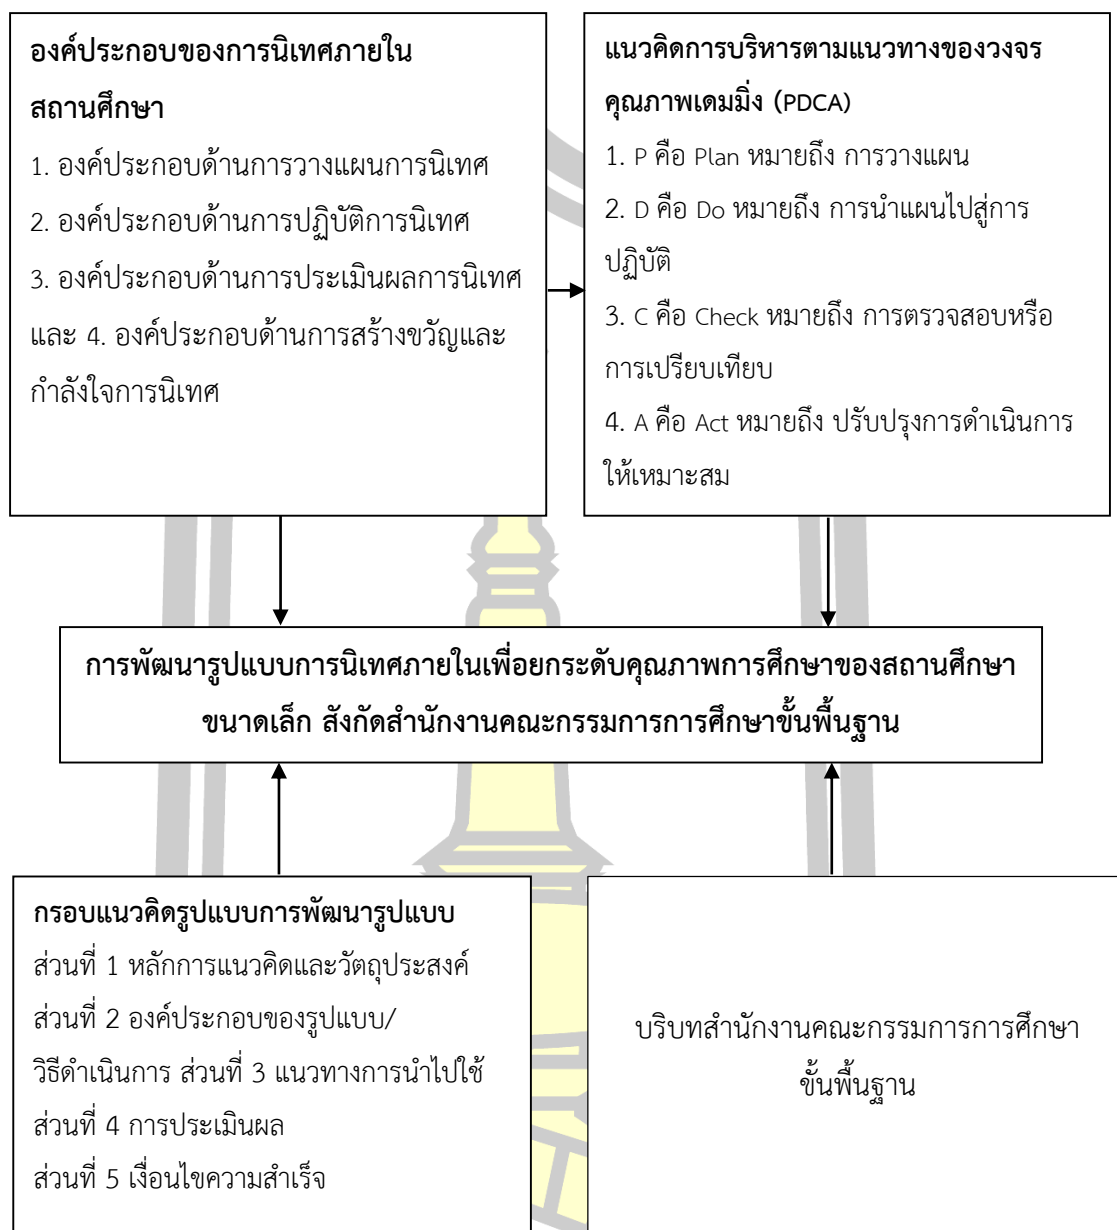 องค์ประกอบของการนิเทศภายใน
สถานศึกษา
1. องค์ประกอบด้านการวางแผนการนิเทศ
2. องค์ประกอบด้านการปฏิบัติการนิเทศ
3. องค์ประกอบด้านการประเมินผลการนิเทศ
และ 4. องค์ประกอบด้านการสร้างขวัญและ
กำลังใจการนิเทศ
แนวคิดการบริหารตามแนวทางของวงจร
คุณภาพเดมมิ่ง (PDCA)
1. P คือ Plan หมายถึง การวางแผน
2. D คือ Do หมายถึง การนำแผนไปสู่การ
ปฏิบัติ
3. C คือ Check หมายถึง การตรวจสอบหรือ
การเปรียบเทียบ
4. A คือ Act หมายถึง ปรับปรุงการดำเนินการ
ให้เหมาะสม
การพัฒนารูปแบบการนิเทศภายในเพื่อยกระดับคุณภาพการศึกษาของสถานศึกษา
ขนาดเล็ก สังกัดสำนักงานคณะกรรมการการศึกษาขั้นพื้นฐาน
กรอบแนวคิดรูปแบบการพัฒนารูปแบบ
ส่วนที่ 1 หลักการแนวคิดและวัตถุประสงค์
ส่วนที่ 2 องค์ประกอบของรูปแบบ/
วิธีดำเนินการ ส่วนที่ 3 แนวทางการนำไปใช้
ส่วนที่ 4 การประเมินผล
ส่วนที่ 5 เงื่อนไขความสำเร็จ
บริบทสำนักงานคณะกรรมการการศึกษา
ขั้นพื้นฐาน